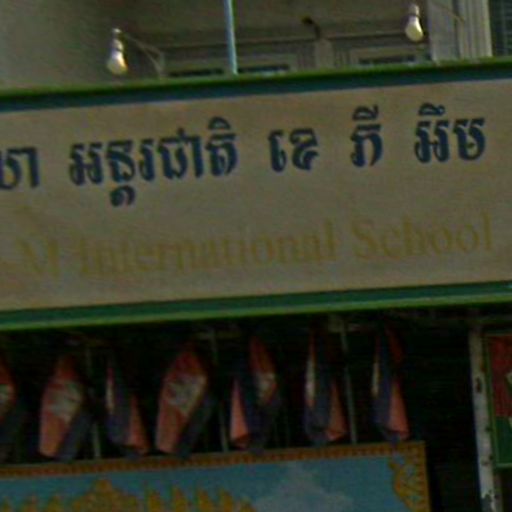 អន្តរជាតិ ខេ ភី អឹម
M International School